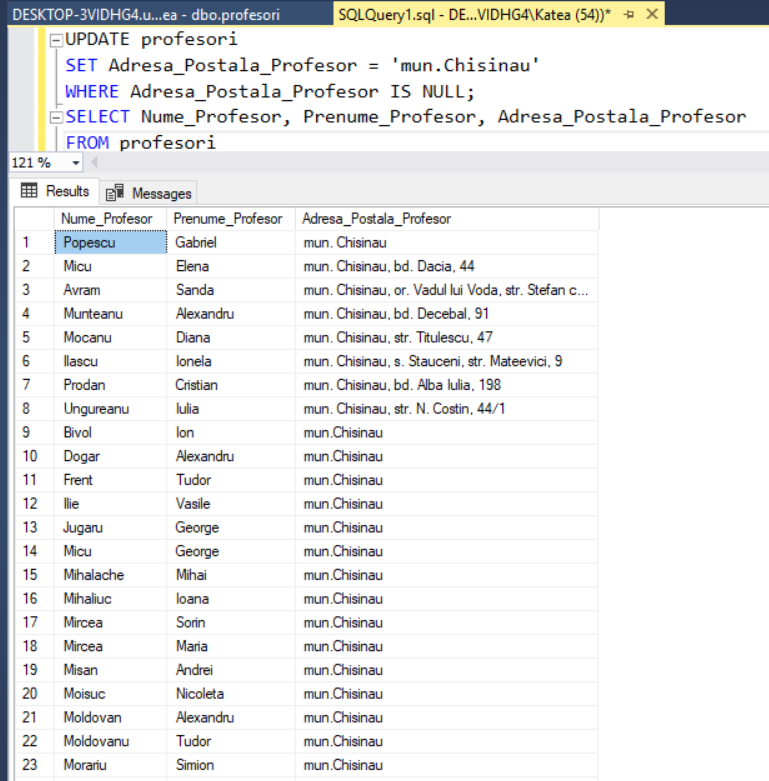 DESKTOP-3VIDHG4.u...ea - dbo.profesori SQLQuery1.sql - DE...VIDHG4\Katea (54))*
UPDATE profesori
SET Adresa_Postala_Profesor = 'mun.Chisinau'
WHERE Adresa_Postala_Profesor IS NULL;
SELECT Nume_Profesor, Prenume_Profesor, Adresa_Postala_Profesor
FROM profesori
121 %
Results Messages
Nume_Profesor Prenume_Profesor Adresa_Postala_Profesor
1 Popescu Gabriel mun. Chisinau
2 Micu Elena mun. Chisinau, bd. Dacia, 44
3 Avram Sanda mun. Chisinau, or. Vadul lui Voda, str. Stefan c...
4 Munteanu Alexandru mun. Chisinau, bd. Decebal, 91
5 Mocanu Diana mun. Chisinau, str. Titulescu, 47
6 Ilascu Ionela mun. Chisinau, s. Stauceni, str. Mateevici, 9
7 Prodan Cristian mun. Chisinau, bd. Alba Iulia, 198
8 Ungureanu Iulia mun. Chisinau, str. N. Costin, 44/1
9 Bivol Ion mun.Chisinau
10 Dogar Alexandru mun.Chisinau
11 Frent Tudor mun.Chisinau
12 Ilie Vasile mun.Chisinau
13 Jugaru George mun.Chisinau
14 Micu George mun.Chisinau
15 Mihalache Mihai mun.Chisinau
16 Mihaliuc Ioana mun.Chisinau
17 Mircea Sorin mun.Chisinau
18 Mircea Maria mun.Chisinau
19 Misan Andrei mun.Chisinau
20 Moisuc Nicoleta mun.Chisinau
21 Moldovan Alexandru mun.Chisinau
22 Moldovanu Tudor mun.Chisinau
23 Morariu Simion mun.Chisinau